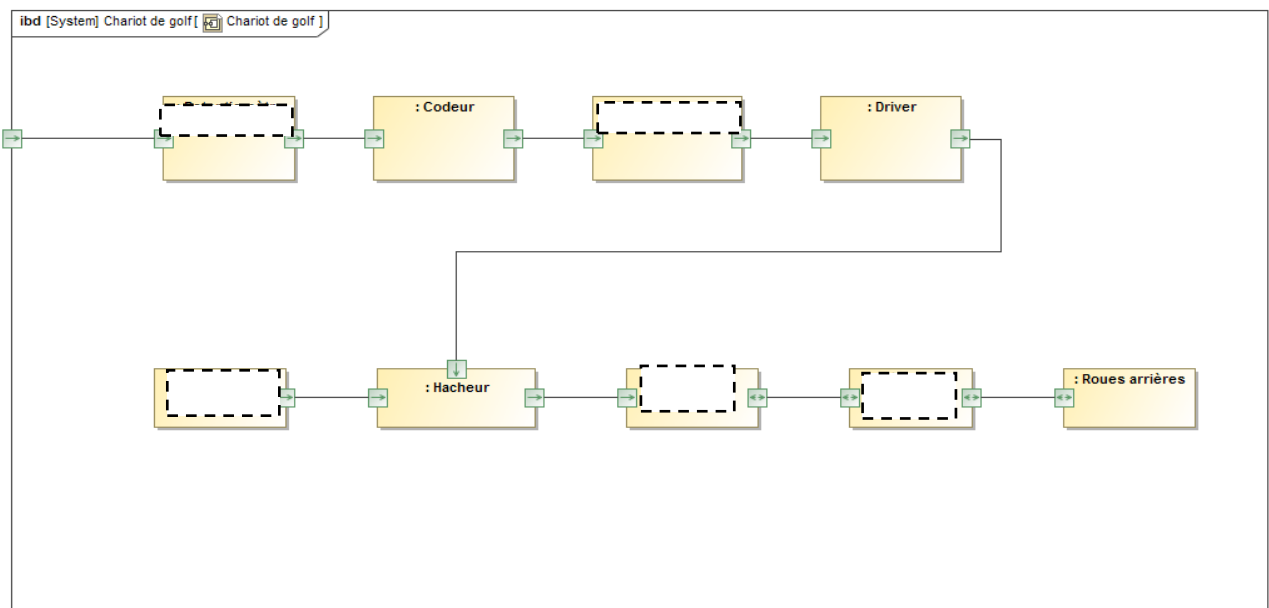 ibd [System] Chariot de golf [ Chariot de golf ]
: Codeur
: Driver
: Hacheur
: Roues arrières